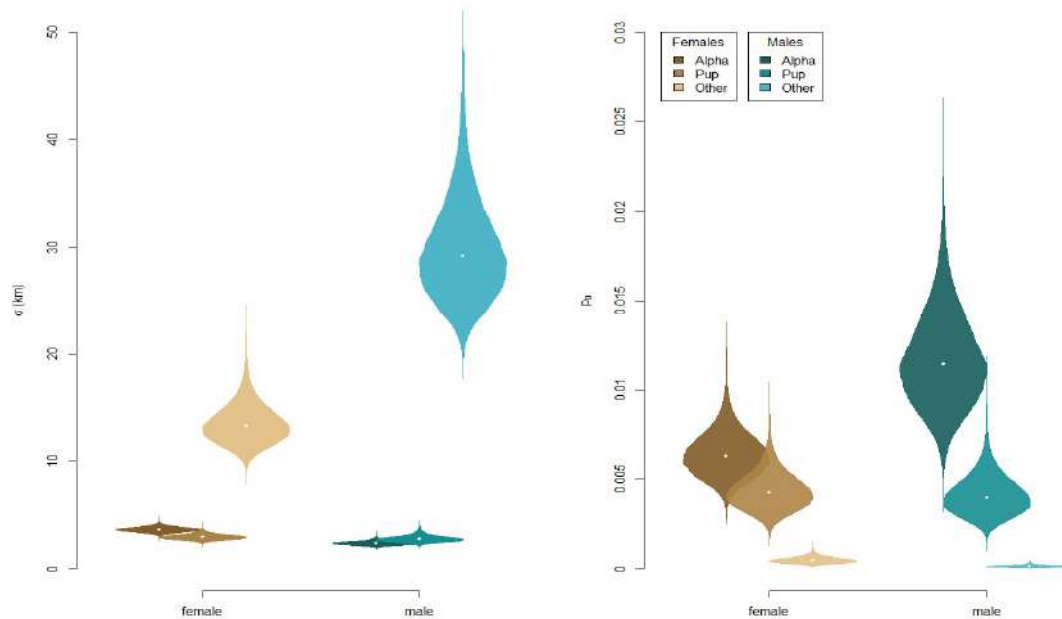 σ (km)
0
10
20
30
40
50
female
male
p₀
0
0.005
0.01
0.015
0.02
0.025
0.03
female
male
Females
Alpha
Pup
Other
Males
Alpha
Pup
Other